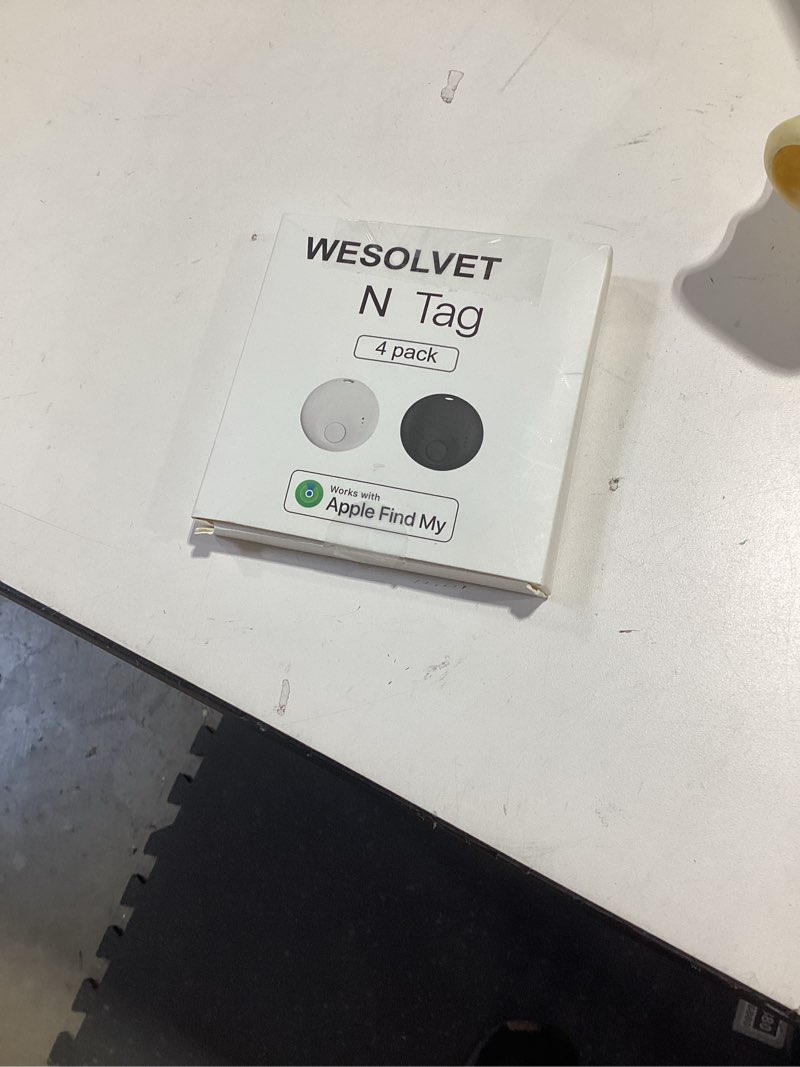 WESOLVET
N Tag
4 pack
Works with
Apple Find My